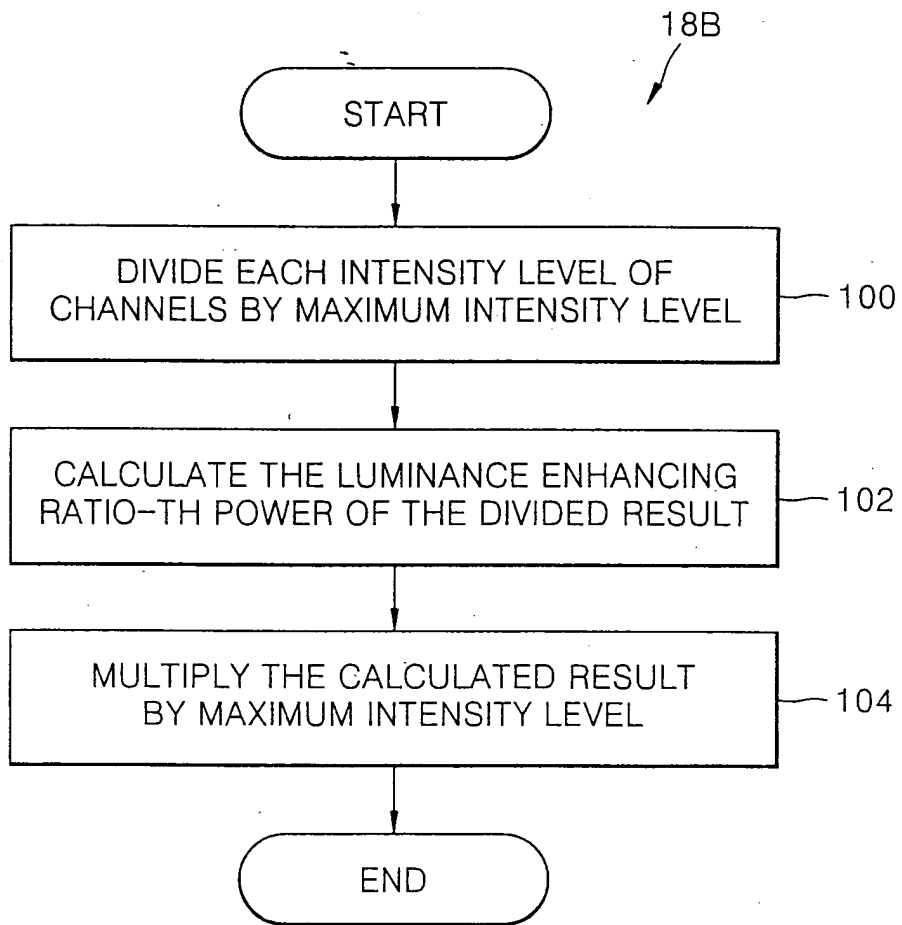 18B
START
DIVIDE EACH INTENSITY LEVEL OF
CHANNELS BY MAXIMUM INTENSITY LEVEL
100
CALCULATE THE LUMINANCE ENHANCING
RATIO-TH POWER OF THE DIVIDED RESULT
102
MULTIPLY THE CALCULATED RESULT
BY MAXIMUM INTENSITY LEVEL
104
END